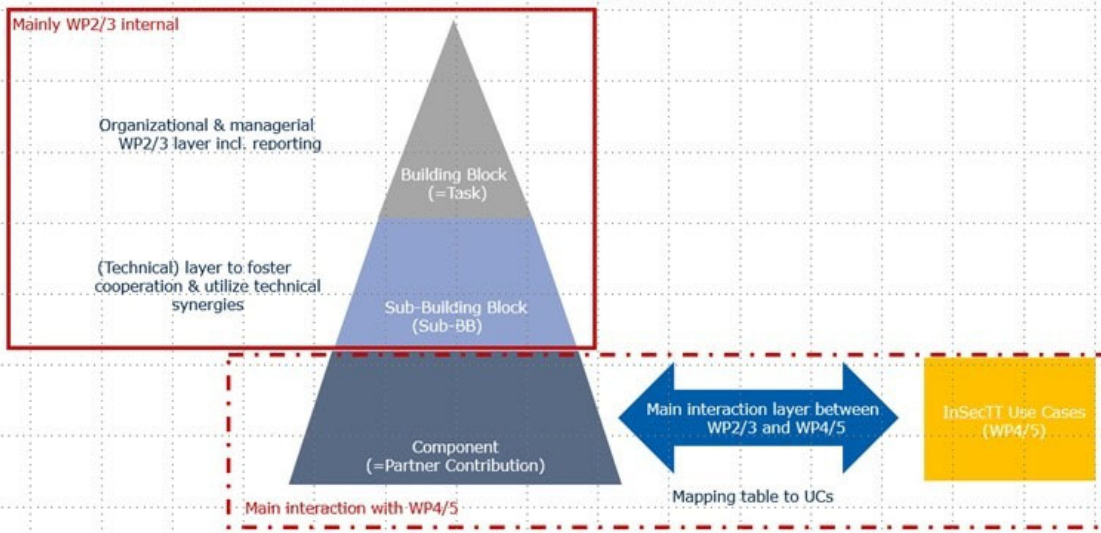 Mainly WP2/3 internal
Organizational & managerial
WP2/3 layer incl. reporting
Building Block
(=Task)
(Technical) layer to foster
cooperation & utilize technical
synergies
Sub-Building Block
(Sub-BB)
Main interaction layer between
WP2/3 and WP4/5
InSecTT Use Cases
(WP4/5)
Component
(=Partner Contribution)
Mapping table to UCs
Main interaction with WP4/5